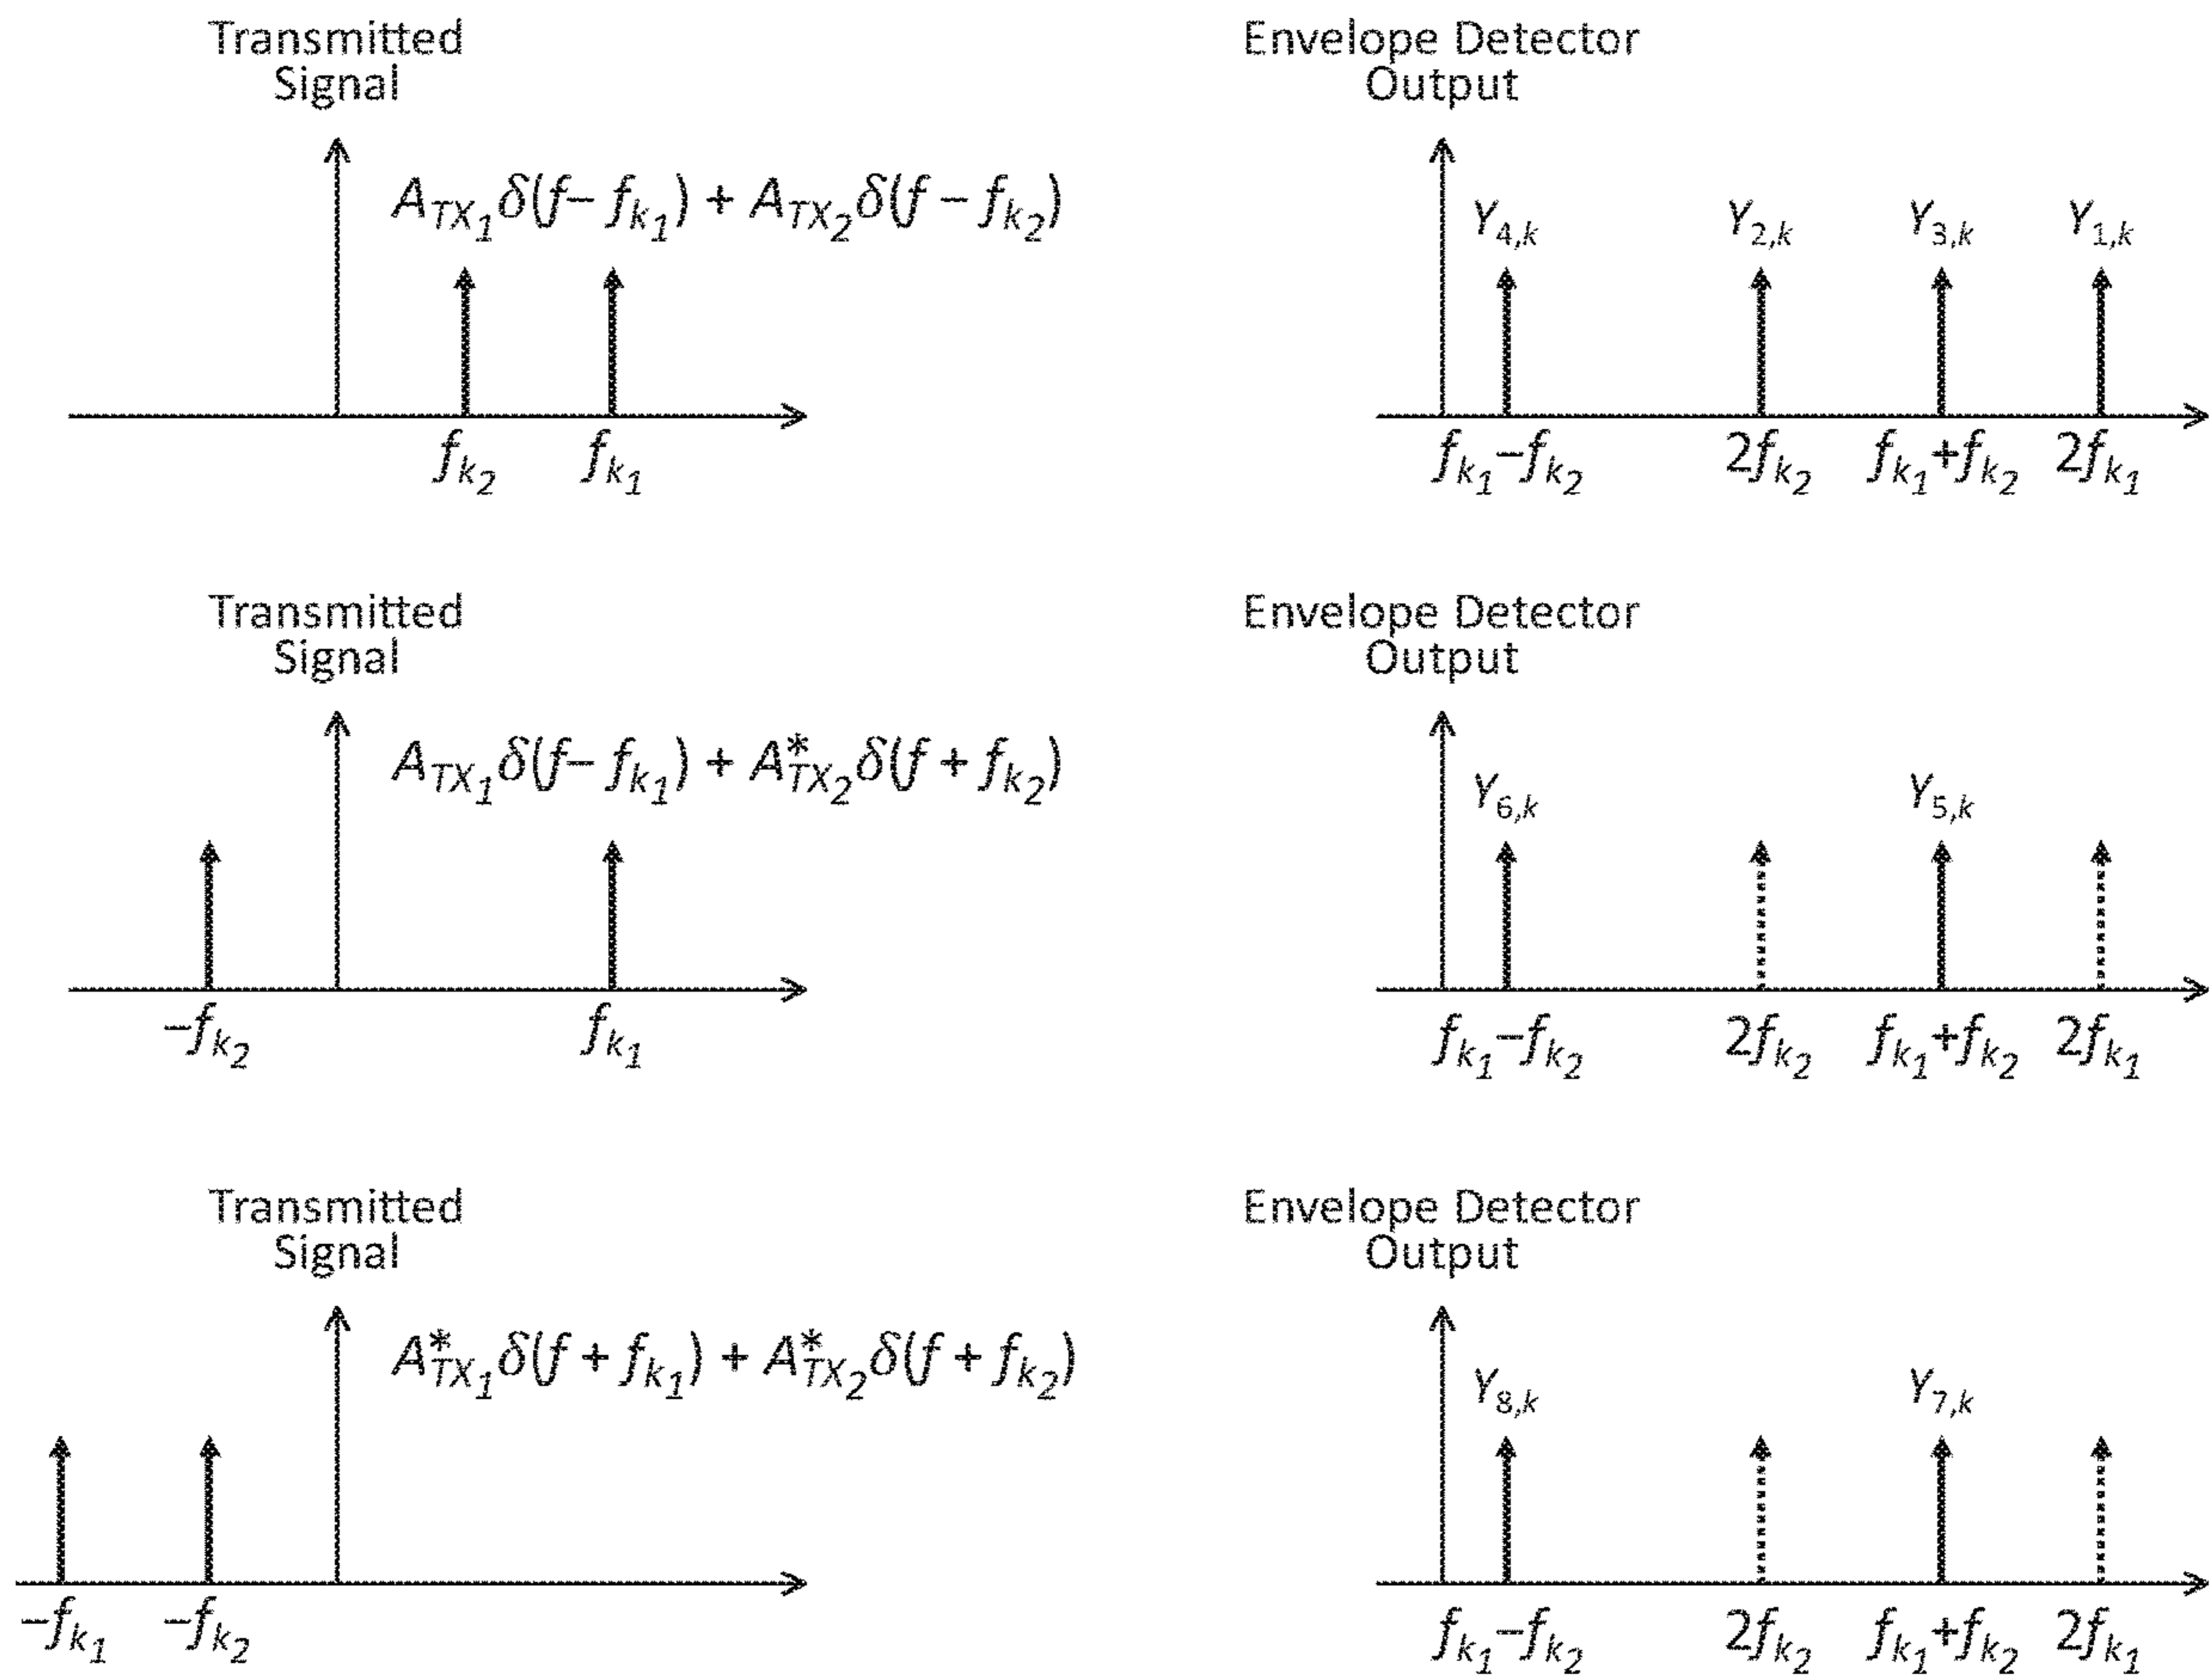 Transmitted
Signal
Envelope Detector
Output
A_{TX_1}δ(f− f_{k_1}) + A_{TX_2}δ(f − f_{k_2})
Y_{4,k} Y_{2,k} Y_{3,k} Y_{1,k}
f_{k_2} f_{k_1}
f_{k_1}−f_{k_2} 2f_{k_2} f_{k_1}+f_{k_2} 2f_{k_1}
Transmitted
Signal
Envelope Detector
Output
A_{TX_1}δ(f− f_{k_1}) + A^*_{TX_2}δ(f + f_{k_2})
Y_{6,k} Y_{5,k}
−f_{k_2} f_{k_1}
f_{k_1}−f_{k_2} 2f_{k_2} f_{k_1}+f_{k_2} 2f_{k_1}
Transmitted
Signal
Envelope Detector
Output
A^*_{TX_1}δ(f + f_{k_1}) + A^*_{TX_2}δ(f + f_{k_2})
Y_{8,k} Y_{7,k}
−f_{k_1} −f_{k_2}
f_{k_1}−f_{k_2} 2f_{k_2} f_{k_1}+f_{k_2} 2f_{k_1}